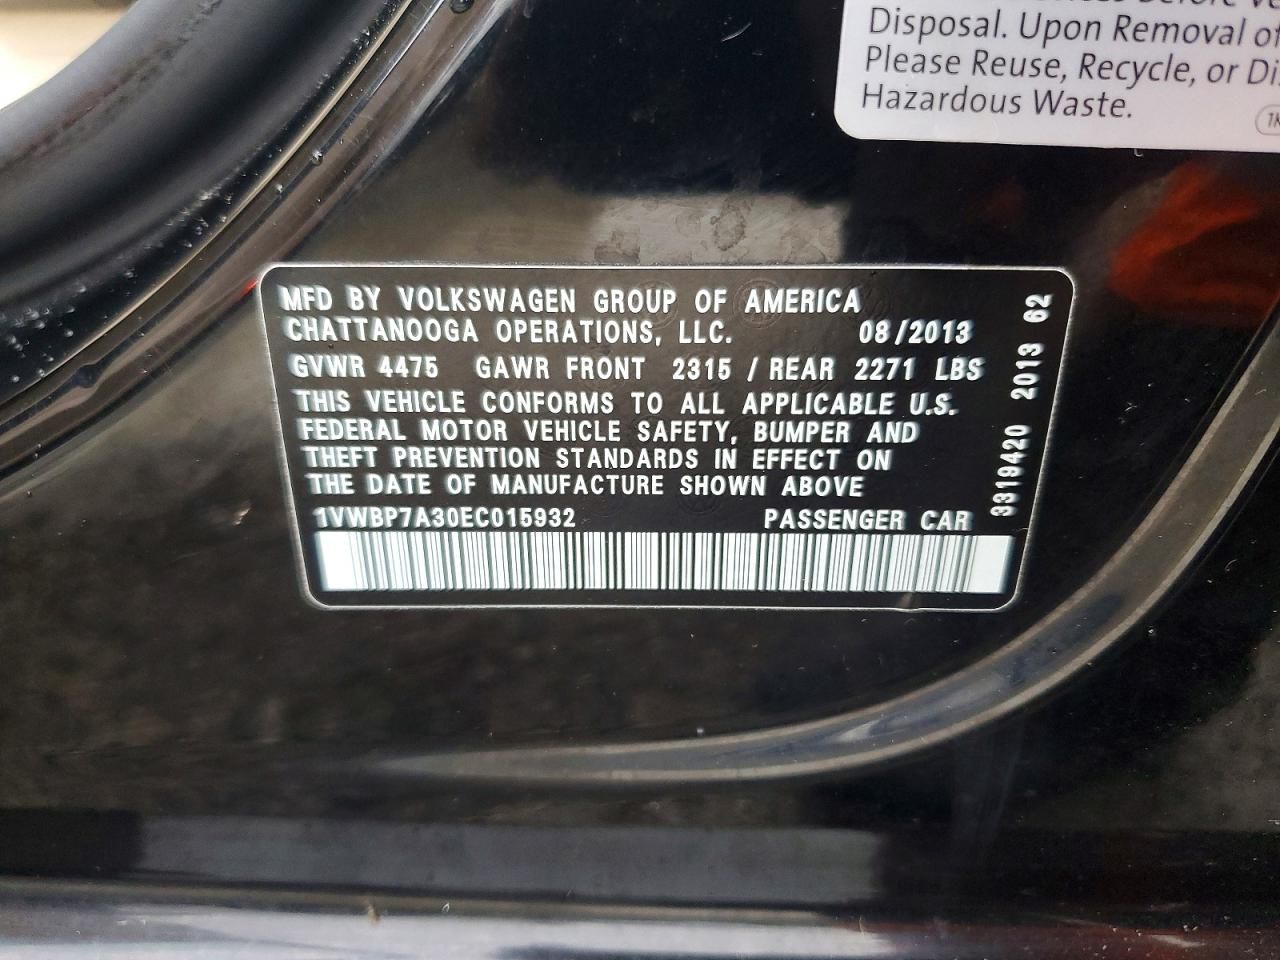 Disposal. Upon Removal of
Please Reuse, Recycle, or
Hazardous Waste.
MFD BY VOLKSWAGEN GROUP OF AMERICA
CHATTANOOGA OPERATIONS, LLC. 08/2013
GVWR 4475 GAWR FRONT 2315 / REAR 2271 LBS
THIS VEHICLE CONFORMS TO ALL APPLICABLE U.S.
FEDERAL MOTOR VEHICLE SAFETY, BUMPER AND
THEFT PREVENTION STANDARDS IN EFFECT ON
THE DATE OF MANUFACTURE SHOWN ABOVE
1VWBP7A30EC015932 PASSENGER CAR
3319420 2013 62